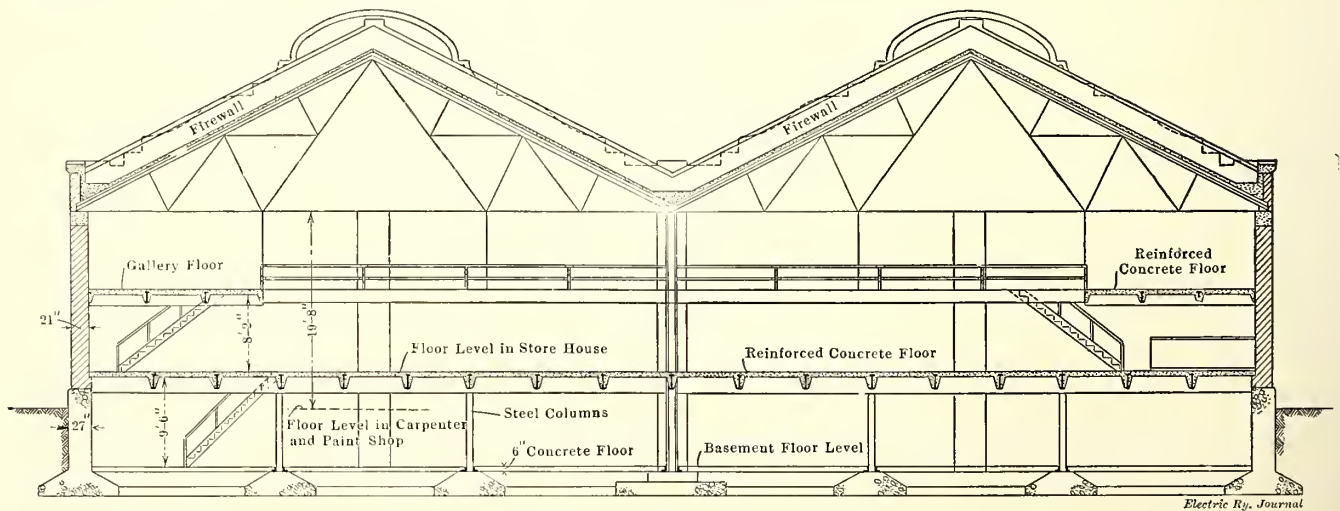 Firewall
Firewall
Gallery Floor
Reinforced
Concrete Floor
21"
8'-2"
19'-8"
Floor Level in Store House
Reinforced Concrete Floor
27"
9'-6"
Floor Level in Carpenter
and Paint Shop
Steel Columns
6" Concrete Floor
Basement Floor Level
Electric Ry. Journal